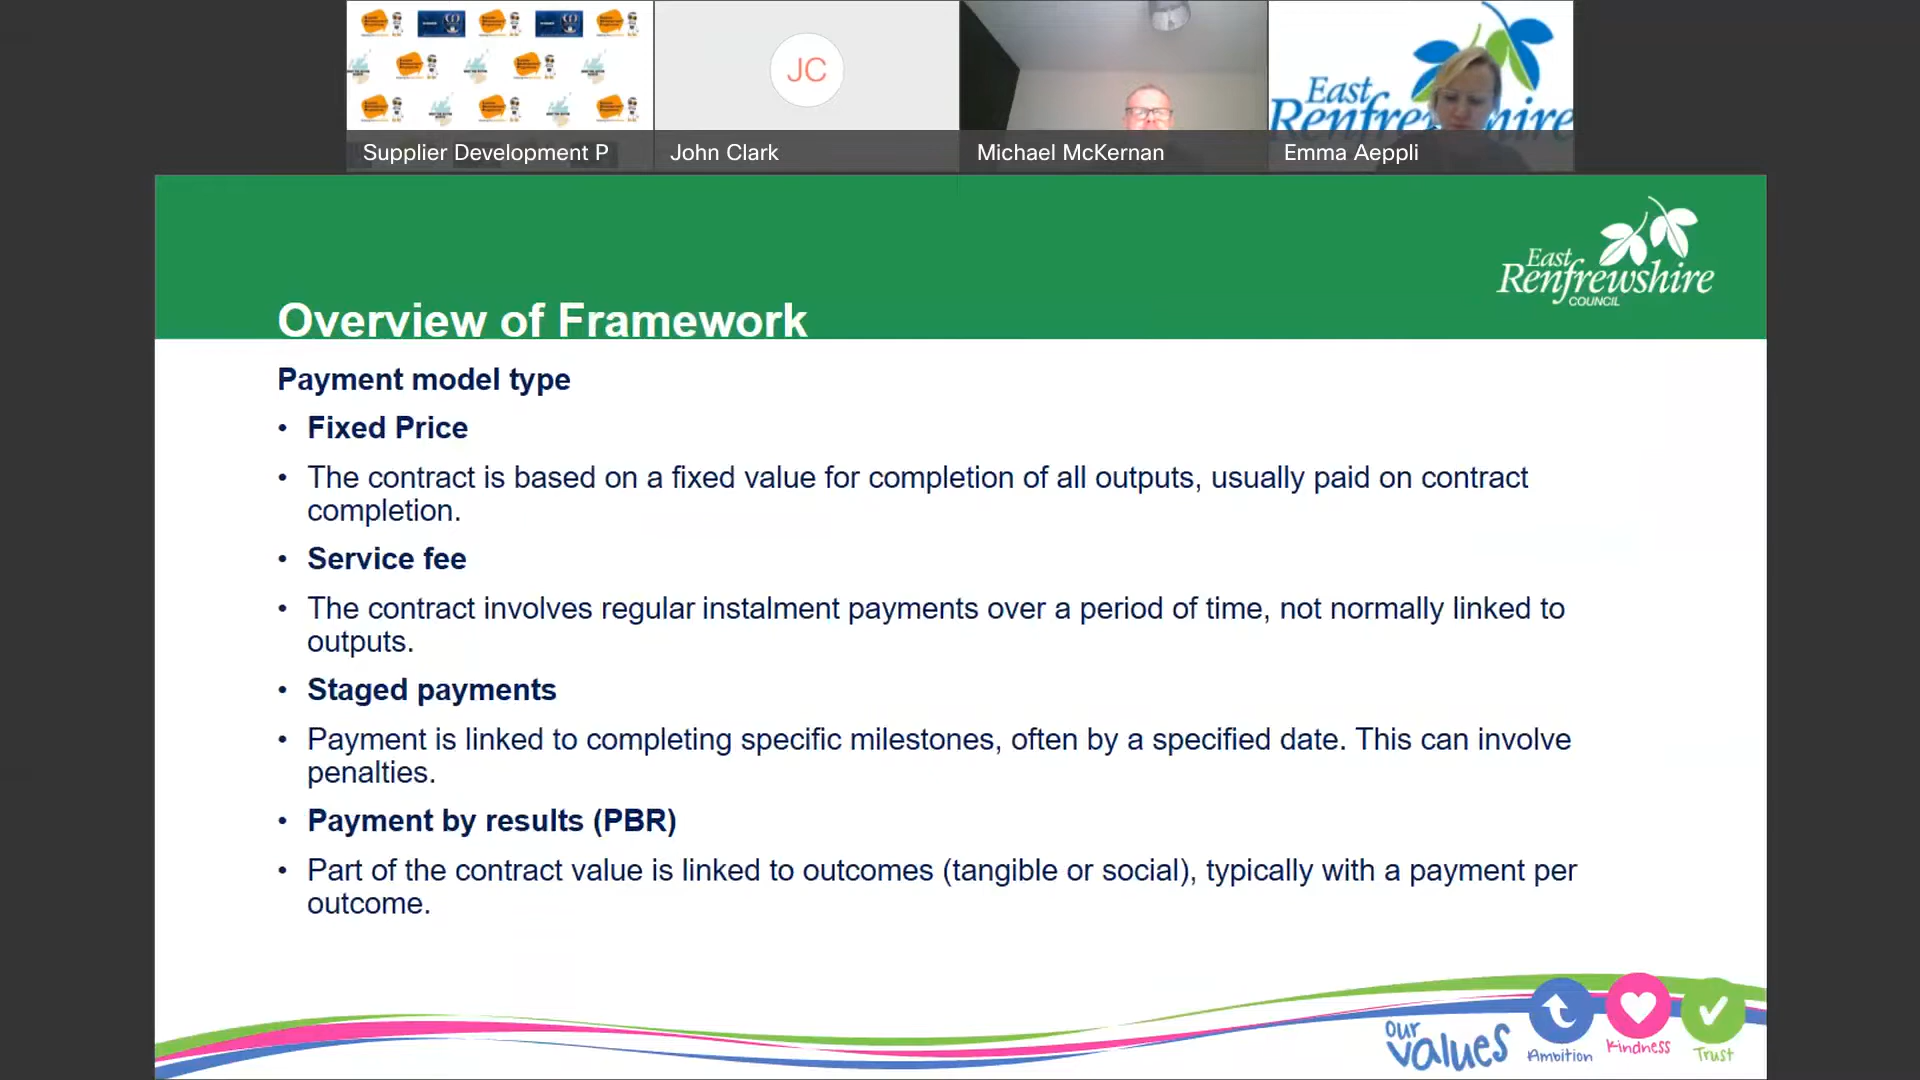 JC
East
Renfrewshire
Supplier Development P
John Clark
Michael McKernan
Emma Aeppli
East
Renfrewshire
COUNCIL
Overview of Framework
Payment model type
• Fixed Price
• The contract is based on a fixed value for completion of all outputs, usually paid on contract
completion.
• Service fee
• The contract involves regular instalment payments over a period of time, not normally linked to
outputs.
• Staged payments
• Payment is linked to completing specific milestones, often by a specified date. This can involve
penalties.
• Payment by results (PBR)
• Part of the contract value is linked to outcomes (tangible or social), typically with a payment per
outcome.
our
values
Ambition
Kindness
Trust